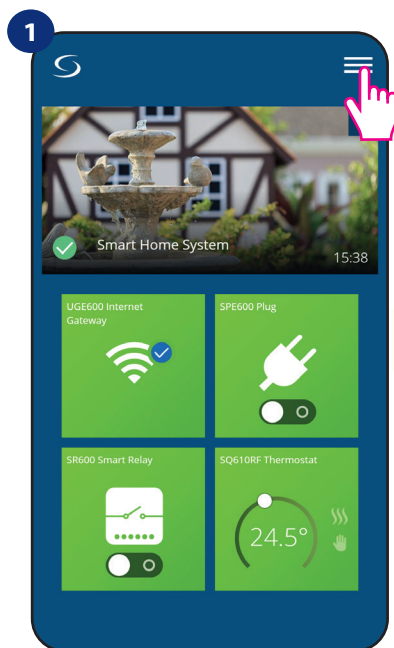 1
Smart Home System
15:38
UGE600 Internet
Gateway
SPE600 Plug
SR600 Smart Relay
SQ610RF Thermostat
24.5°